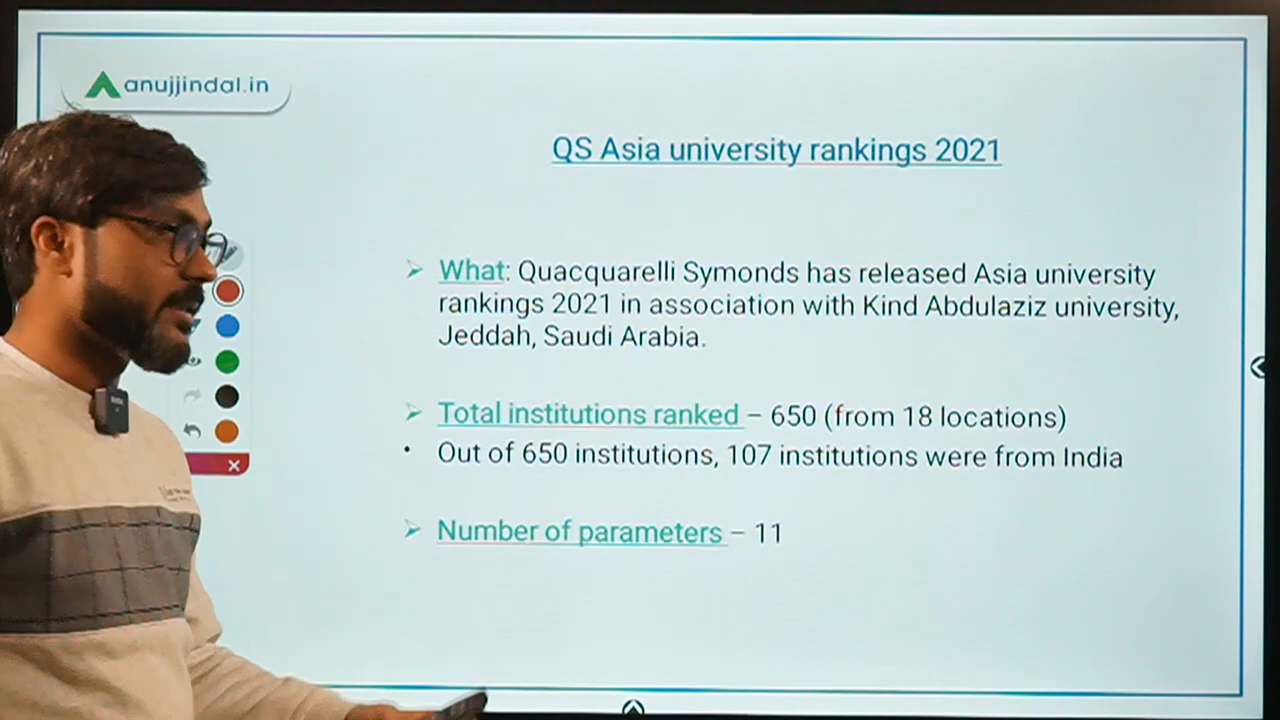 anujjindal.in
QS Asia university rankings 2021
What: Quacquarelli Symonds has released Asia university
rankings 2021 in association with Kind Abdulaziz university,
Jeddah, Saudi Arabia.
Total institutions ranked – 650 (from 18 locations)
Out of 650 institutions, 107 institutions were from India
Number of parameters – 11